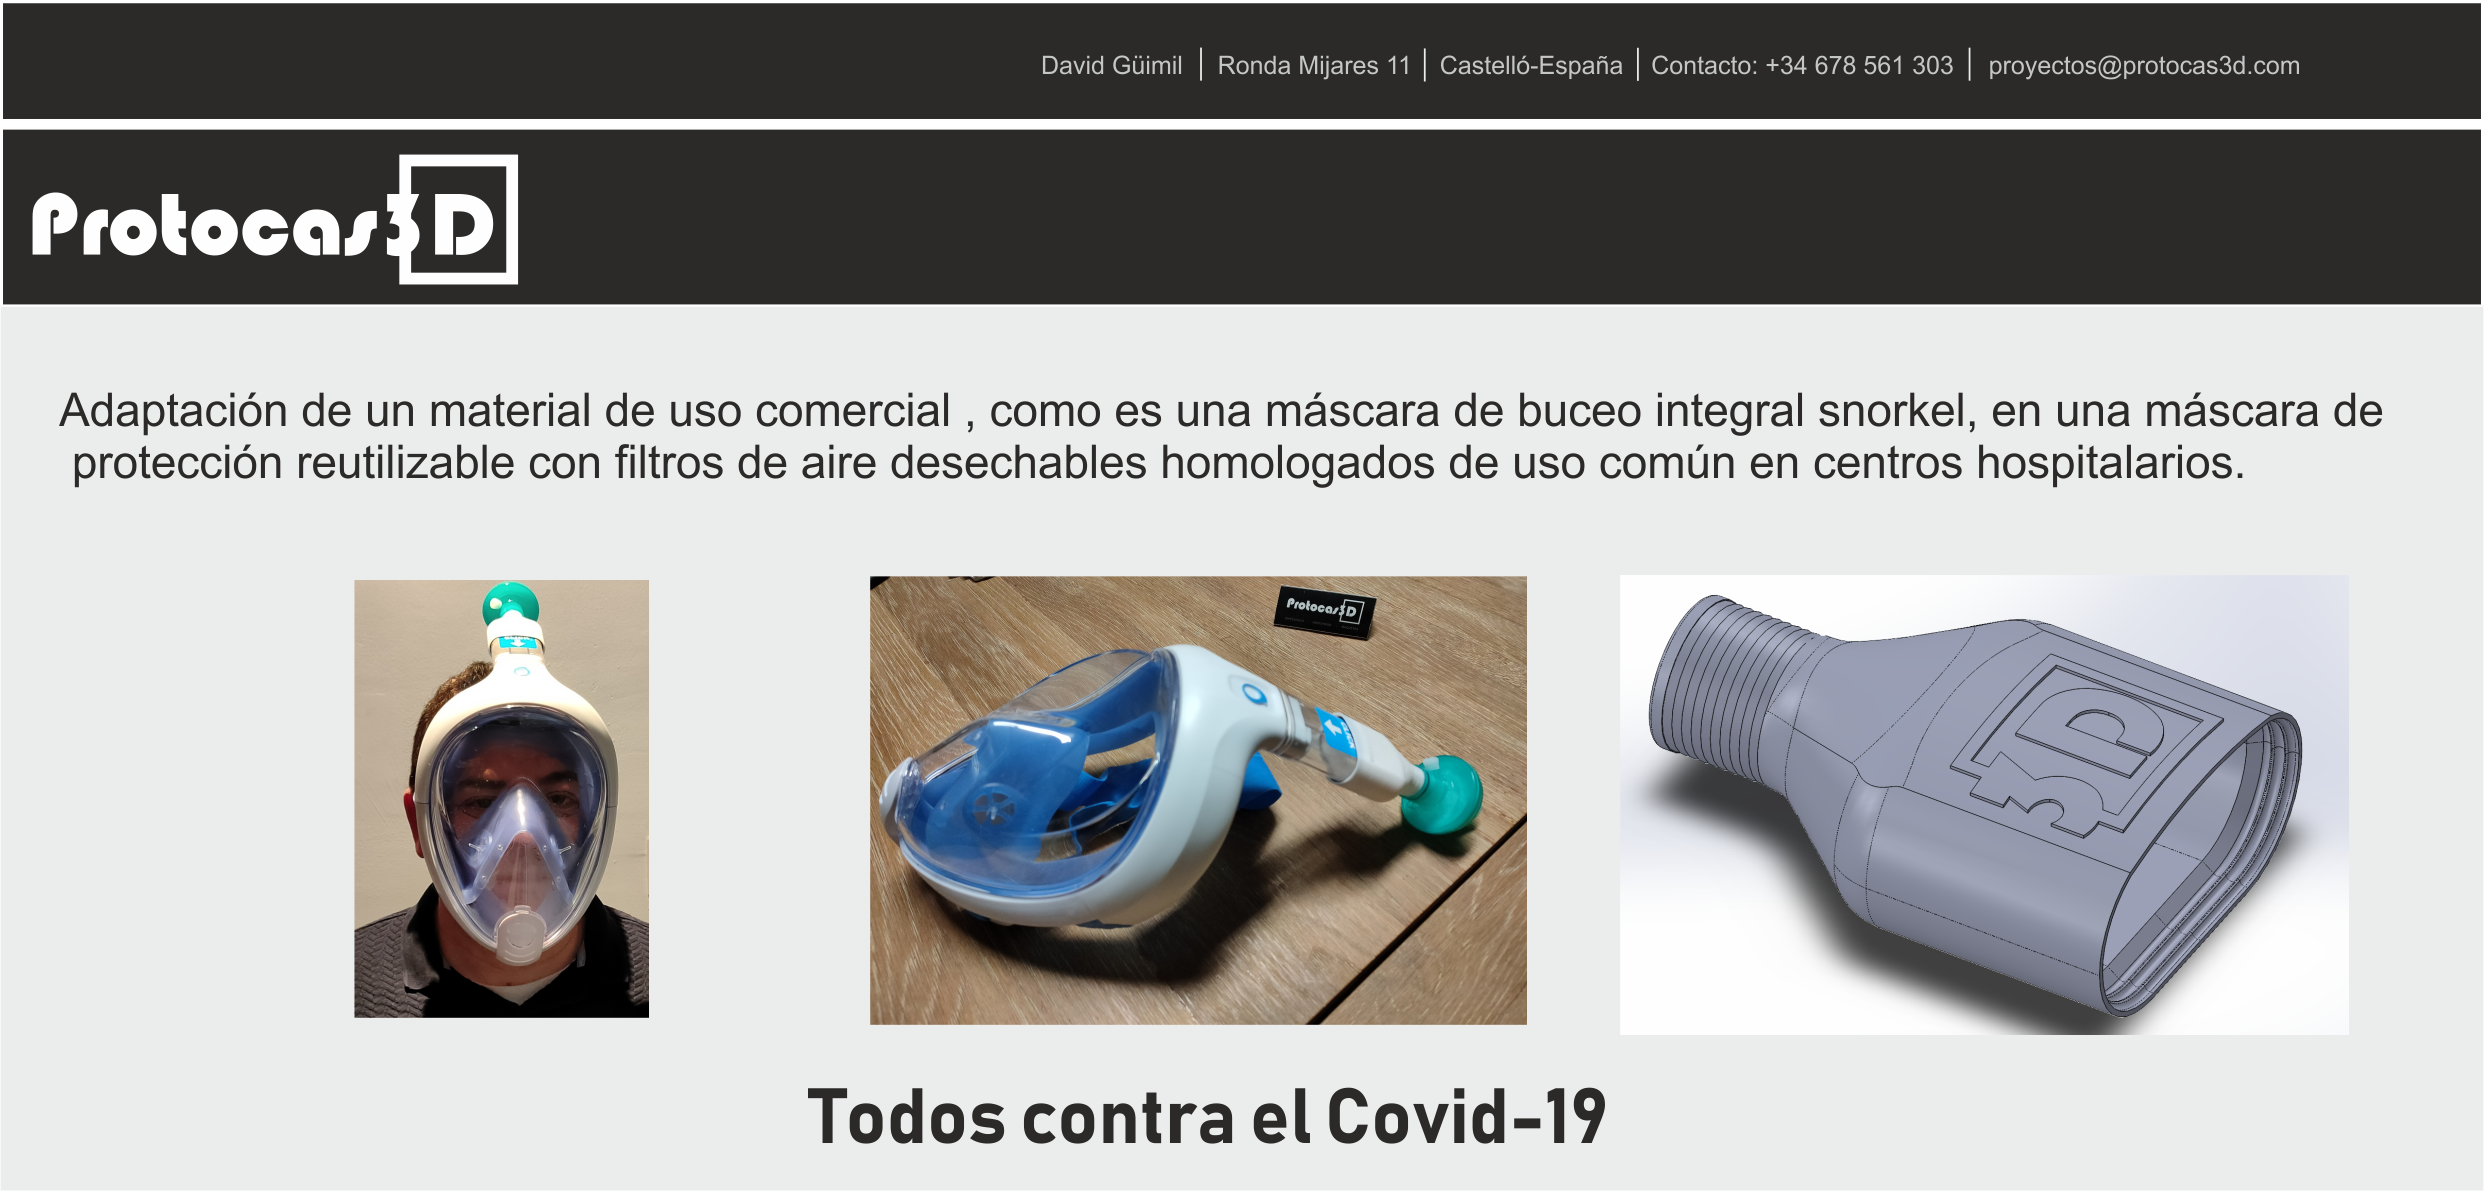 David Güimil | Ronda Mijares 11 | Castelló-España | Contacto: +34 678 561 303 | proyectos@protocas3d.com
Protocas3D
Adaptación de un material de uso comercial , como es una máscara de buceo integral snorkel, en una máscara de
protección reutilizable con filtros de aire desechables homologados de uso común en centros hospitalarios.
Protocas3D
3D
Todos contra el Covid-19